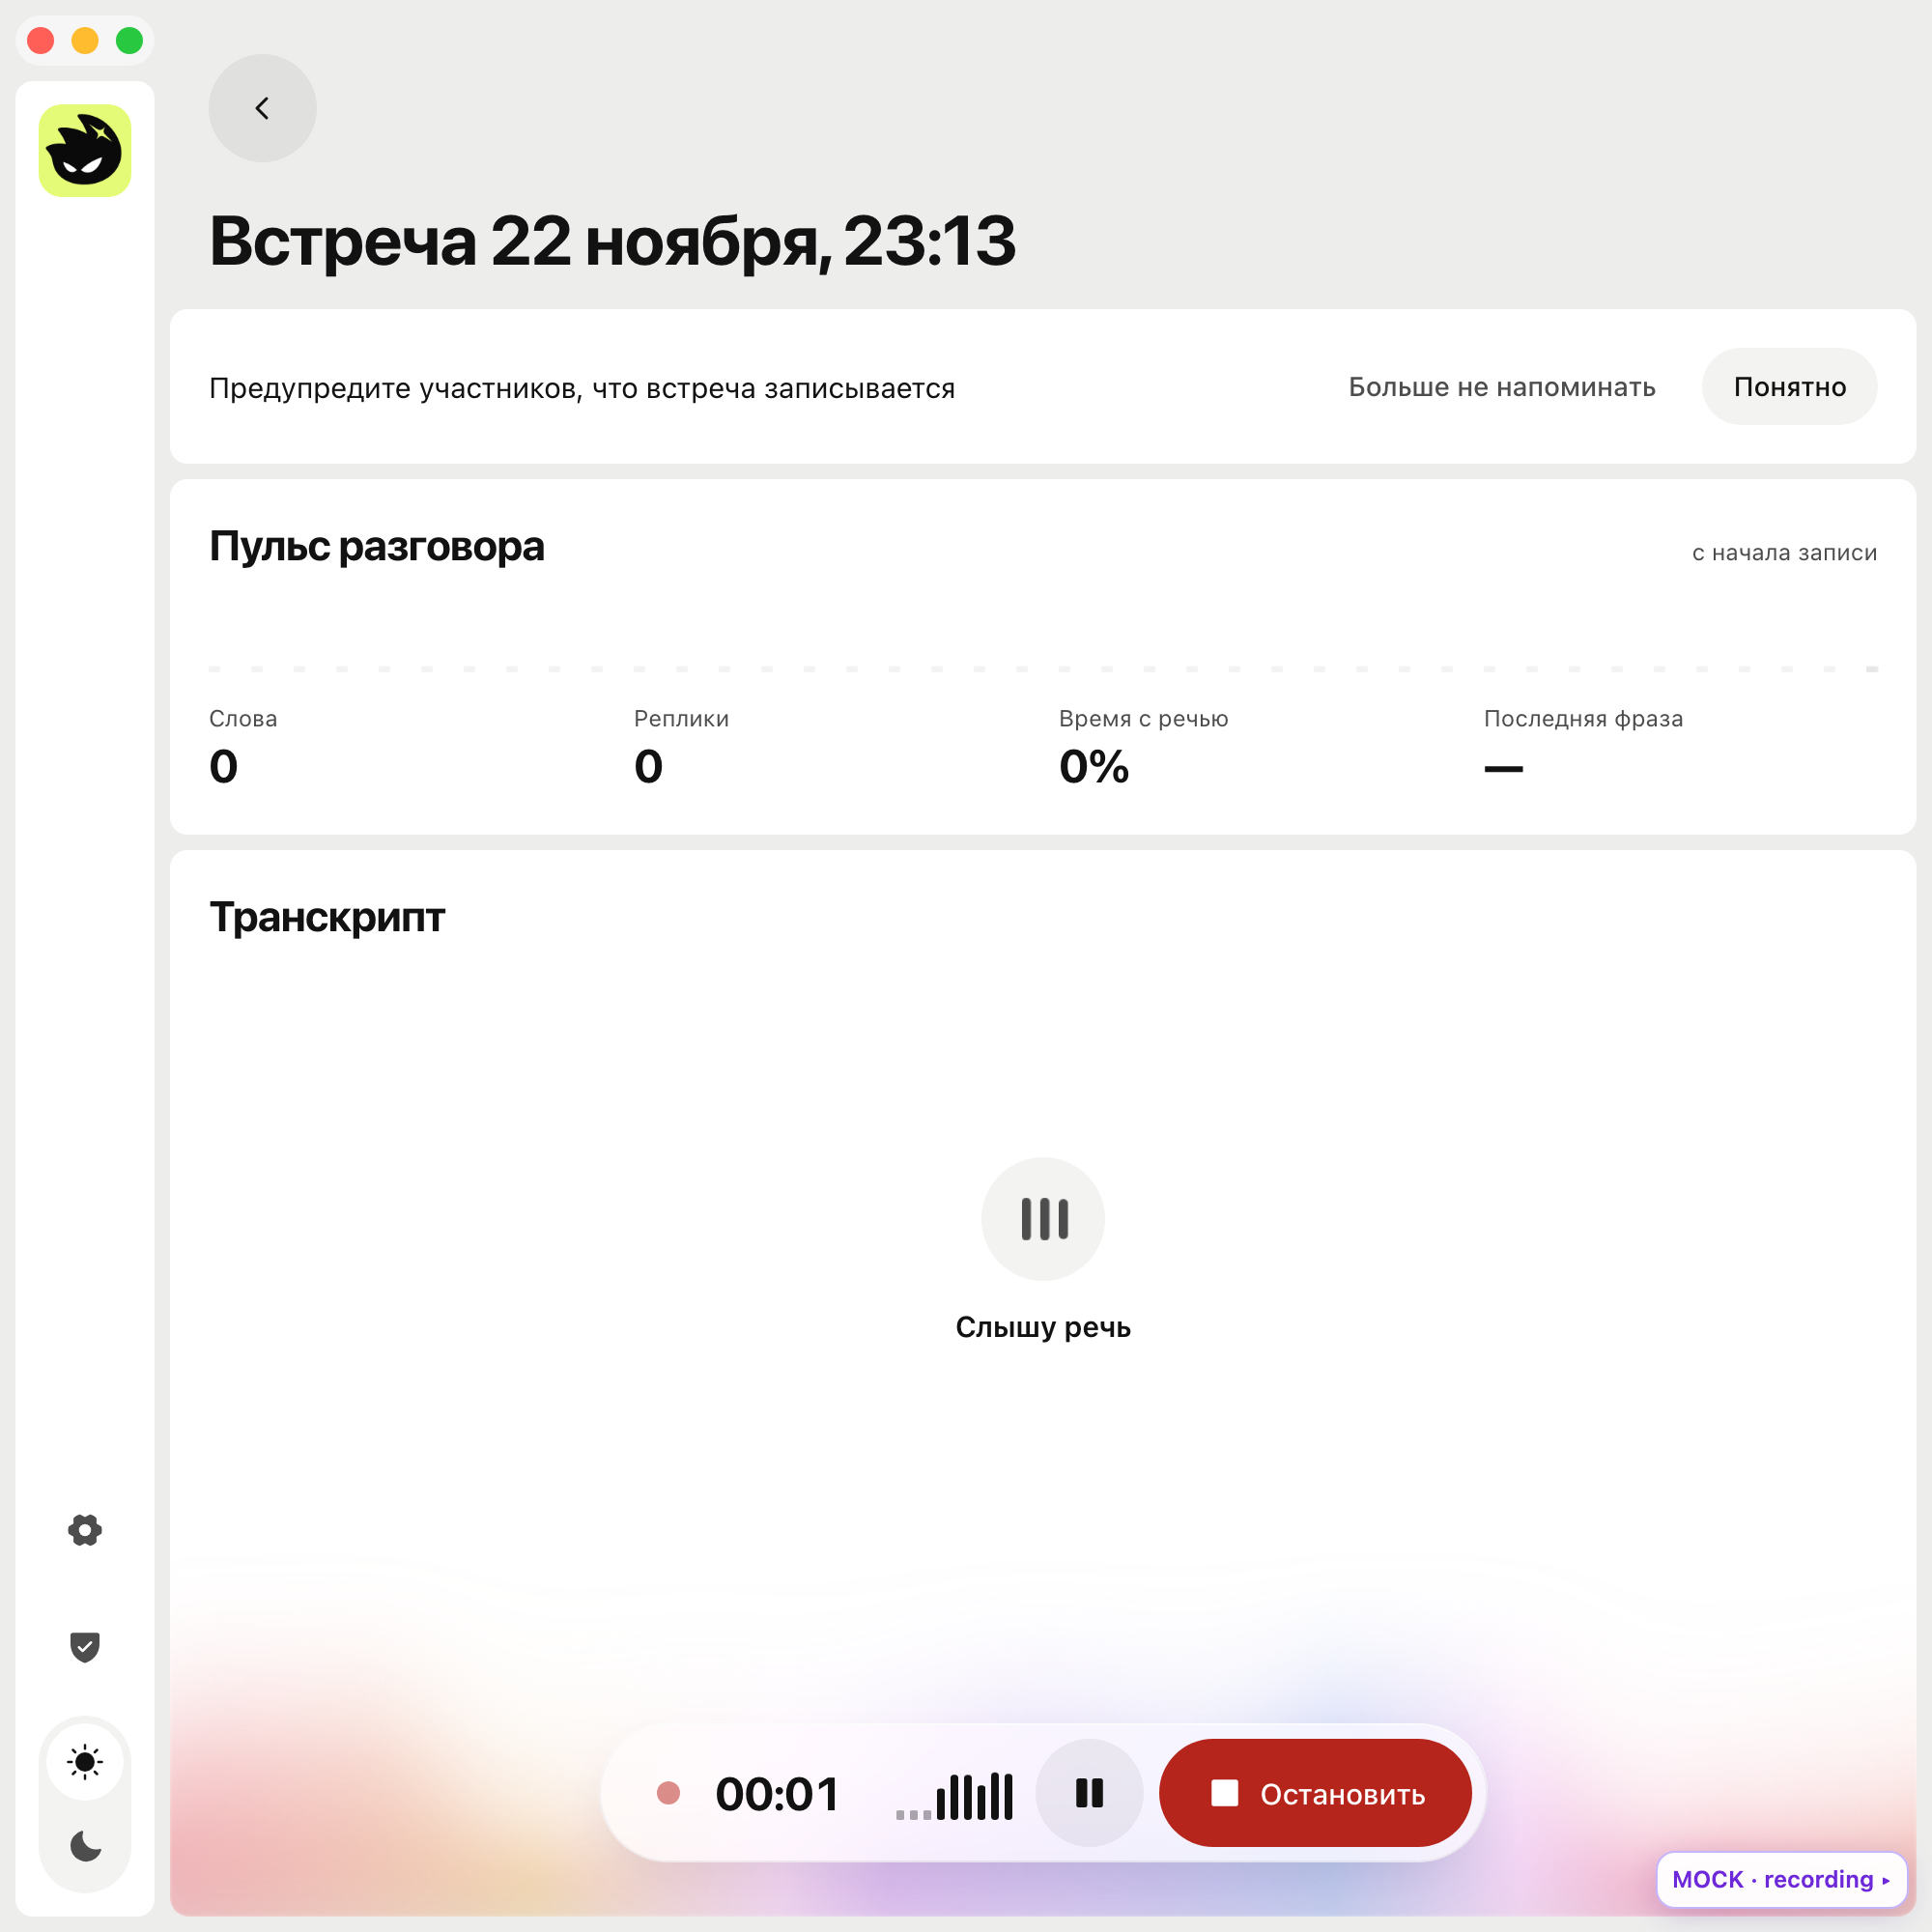 Встреча 22 ноября, 23:13
Предупредите участников, что встреча записывается
Больше не напоминать
Понятно
Пульс разговора
с начала записи
Слова
Реплики
Время с речью
Последняя фраза
0
0
0%
—
Транскрипт
Слышу речь
00:01
Остановить
MOCK · recording ▸